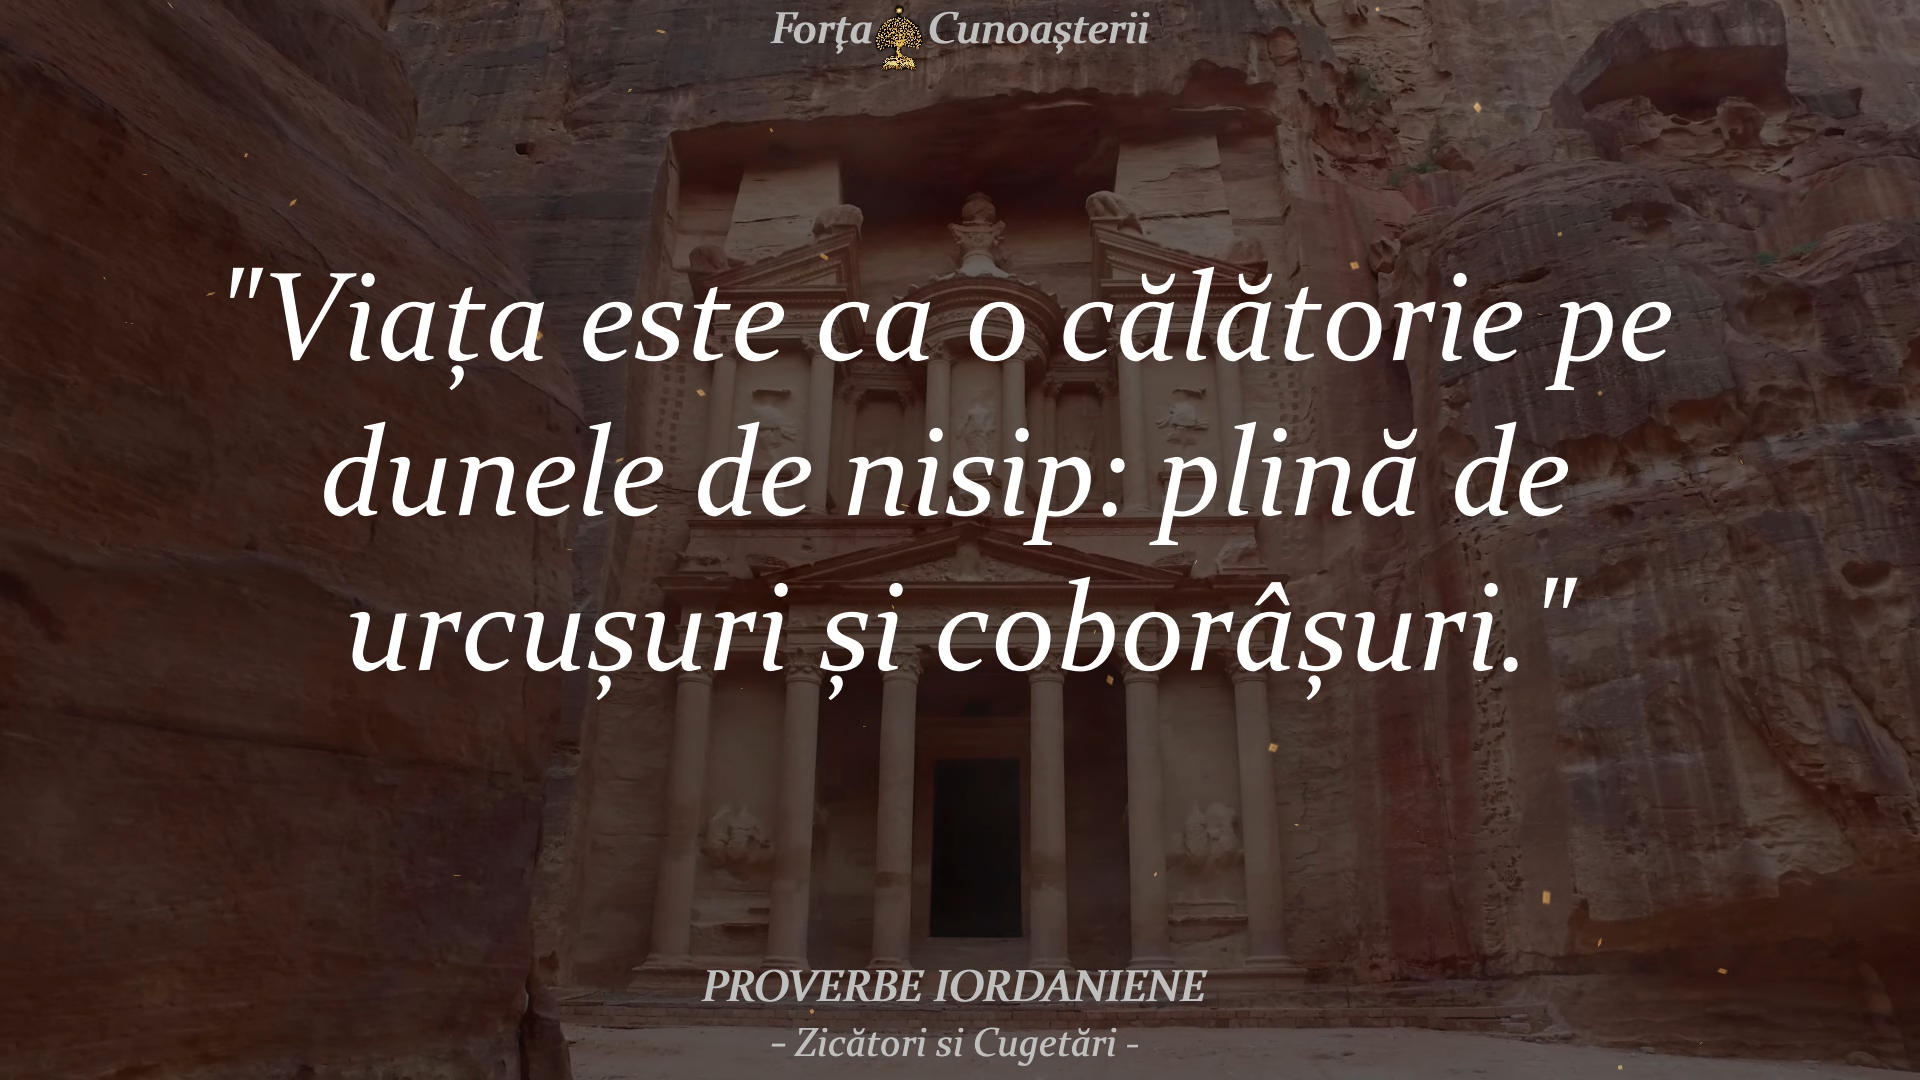 Forța Cunoașterii
"Viața este ca o călătorie pe
dunele de nisip: plină de
urcușuri și coborâșuri."
PROVERBE IORDANIENE
- Zicători si Cugetări -